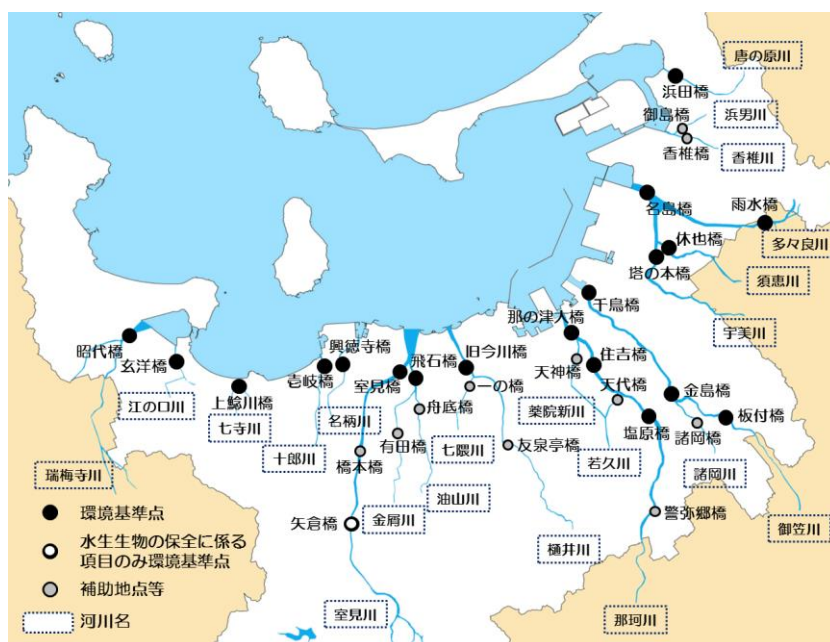 唐の原川
浜田橋
御島橋
浜男川
香椎橋
香椎川
名島橋
雨水橋
休也橋
多々良川
塔の本橋
須恵川
千鳥橋
宇美川
那の津大橋
昭代橋
玄洋橋
興徳寺橋
飛石橋
旧今川橋
住吉橋
天神橋
壱岐橋
室見橋
一の橋
天代橋
金島橋
江の口川
上鯰川橋
七寺川
名柄川
舟底橋
薬院新川
塩原橋
板付橋
十郎川
有田橋
七隈川
友泉亭橋
若久川
諸岡橋
諸岡川
橋本橋
瑞梅寺川
油山川
金屑川
矢倉橋
警弥郷橋
御笠川
樋井川
室見川
那珂川
環境基準点
水生生物の保全に係る
項目のみ環境基準点
補助地点等
河川名